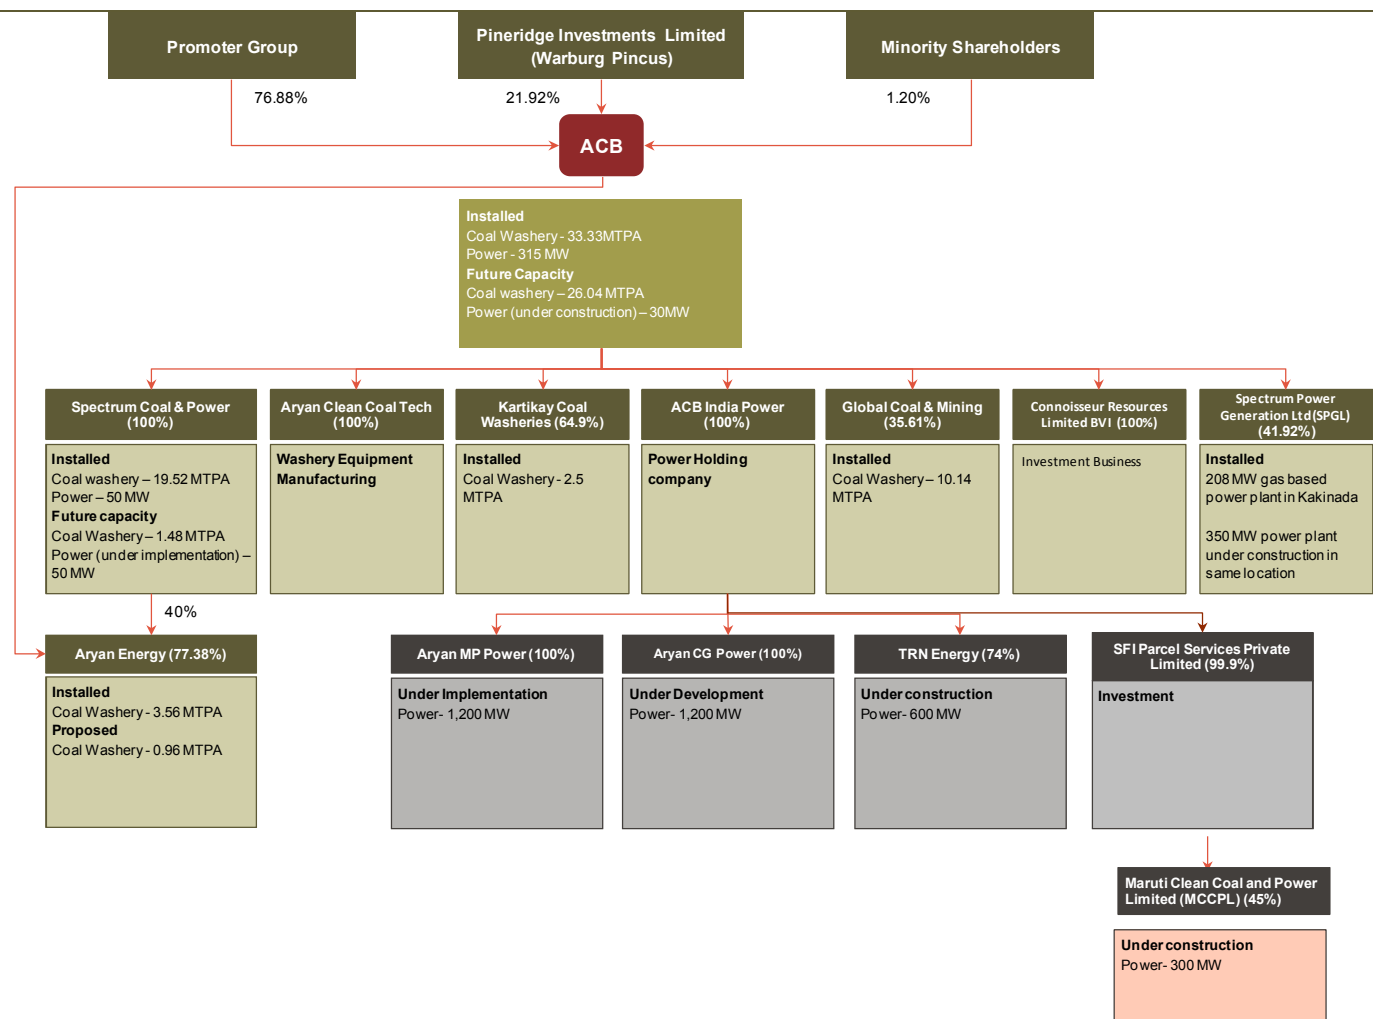 Promoter Group
Pineridge Investments Limited
(Warburg Pincus)
Minority Shareholders
76.88%
21.92%
1.20%
ACB
Installed
Coal Washery - 33.33MTPA
Power - 315 MW
Future Capacity
Coal washery – 26.04 MTPA
Power (under construction) – 30MW
Spectrum Coal & Power
(100%)
Installed
Coal washery – 19.52 MTPA
Power – 50 MW
Future capacity
Coal Washery – 1.48 MTPA
Power (under implementation) –
50 MW
Aryan Clean Coal Tech
(100%)
Washery Equipment
Manufacturing
Kartikay Coal
Washeries (64.9%)
Installed
Coal Washery - 2.5
MTPA
ACB India Power
(100%)
Power Holding
company
Global Coal & Mining
(35.61%)
Installed
Coal Washery – 10.14
MTPA
Connoisseur Resources
Limited BVI (100%)
Investment Business
Spectrum Power
Generation Ltd(SPGL)
(41.92%)
Installed
208 MW gas based
power plant in Kakinada
350 MW power plant
under construction in
same location
40%
Aryan Energy (77.38%)
Installed
Coal Washery - 3.56 MTPA
Proposed
Coal Washery - 0.96 MTPA
Aryan MP Power (100%)
Under Implementation
Power- 1,200 MW
Aryan CG Power (100%)
Under Development
Power- 1,200 MW
TRN Energy (74%)
Under construction
Power- 600 MW
SFI Parcel Services Private
Limited (99.9%)
Investment
Maruti Clean Coal and Power
Limited (MCCPL) (45%)
Under construction
Power- 300 MW